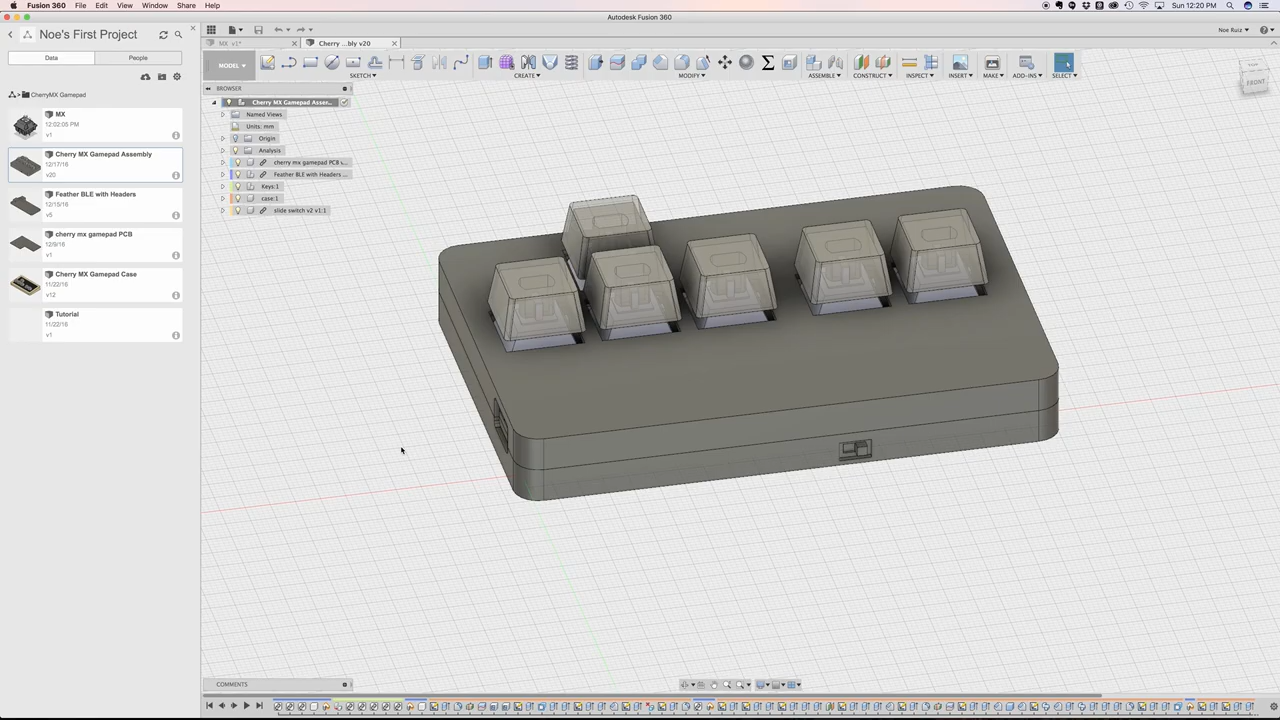 Fusion 360 File Edit View Window Share Help
Sun 12:20 PM
Autodesk Fusion 360
Noe's First Project
Noe Ruiz
MX v1*
Cherry ...bly v20
Data
People
MODEL
SKETCH
CREATE
MODIFY
ASSEMBLE
CONSTRUCT
INSPECT
INSERT
MAKE
ADD-INS
SELECT
FRONT
BROWSER
CherryMX Gamepad
Cherry MX Gamepad Assem...
Named Views
Units: mm
Origin
Analysis
cherry mx gamepad PCB v...
Feather BLE with Headers ...
Keys:1
case:1
slide switch v2 v1:1
MX
12:02:05 PM
v1
Cherry MX Gamepad Assembly
12/17/16
v20
Feather BLE with Headers
12/15/16
v5
cherry mx gamepad PCB
12/9/16
v1
Cherry MX Gamepad Case
11/22/16
v12
Tutorial
11/22/16
v1
COMMENTS